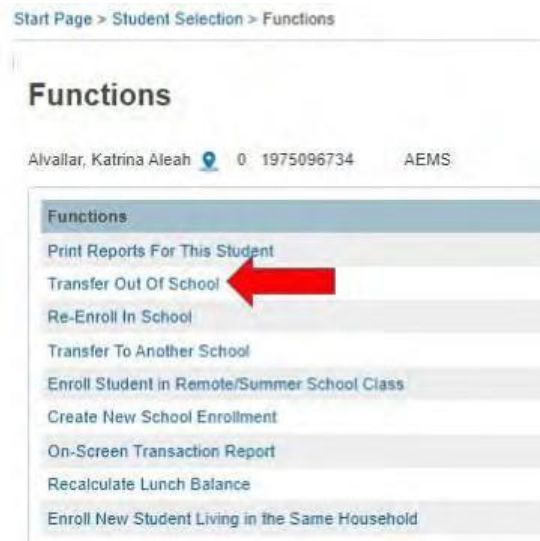 Start Page > Student Selection > Functions
Functions
Alvallar, Katrina Aleah 0 1975096734 AEMS
Functions
Print Reports For This Student
Transfer Out Of School
Re-Enroll In School
Transfer To Another School
Enroll Student in Remote/Summer School Class
Create New School Enrollment
On-Screen Transaction Report
Recalculate Lunch Balance
Enroll New Student Living in the Same Household